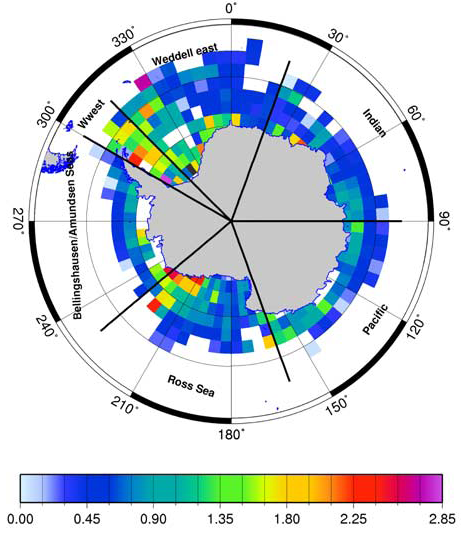 0°
30°
60°
90°
120°
150°
180°
210°
240°
270°
300°
330°
Weddell east
Wwest
Indian
Pacific
Ross Sea
Bellingshausen/Amundsen Seas
0.00 0.45 0.90 1.35 1.80 2.25 2.85